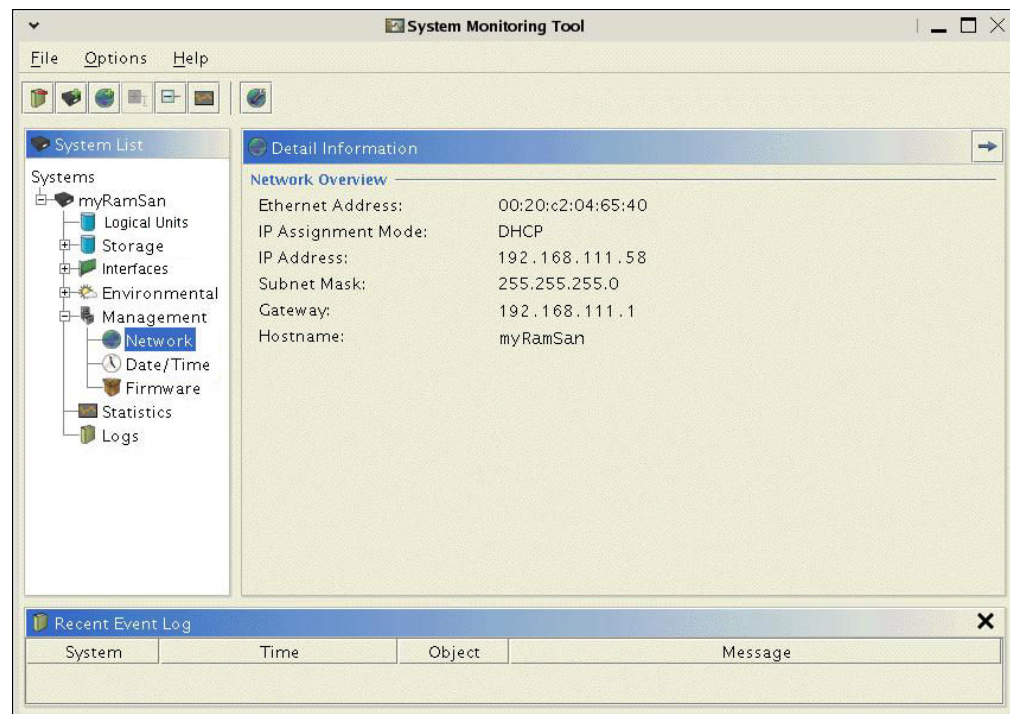 System Monitoring Tool
File Options Help
System List
Systems
myRamSan
Logical Units
Storage
Interfaces
Environmental
Management
Network
Date/Time
Firmware
Statistics
Logs
Detail Information
Network Overview
Ethernet Address: 00:20:c2:04:65:40
IP Assignment Mode: DHCP
IP Address: 192.168.111.58
Subnet Mask: 255.255.255.0
Gateway: 192.168.111.1
Hostname: myRamSan
Recent Event Log
System Time Object Message